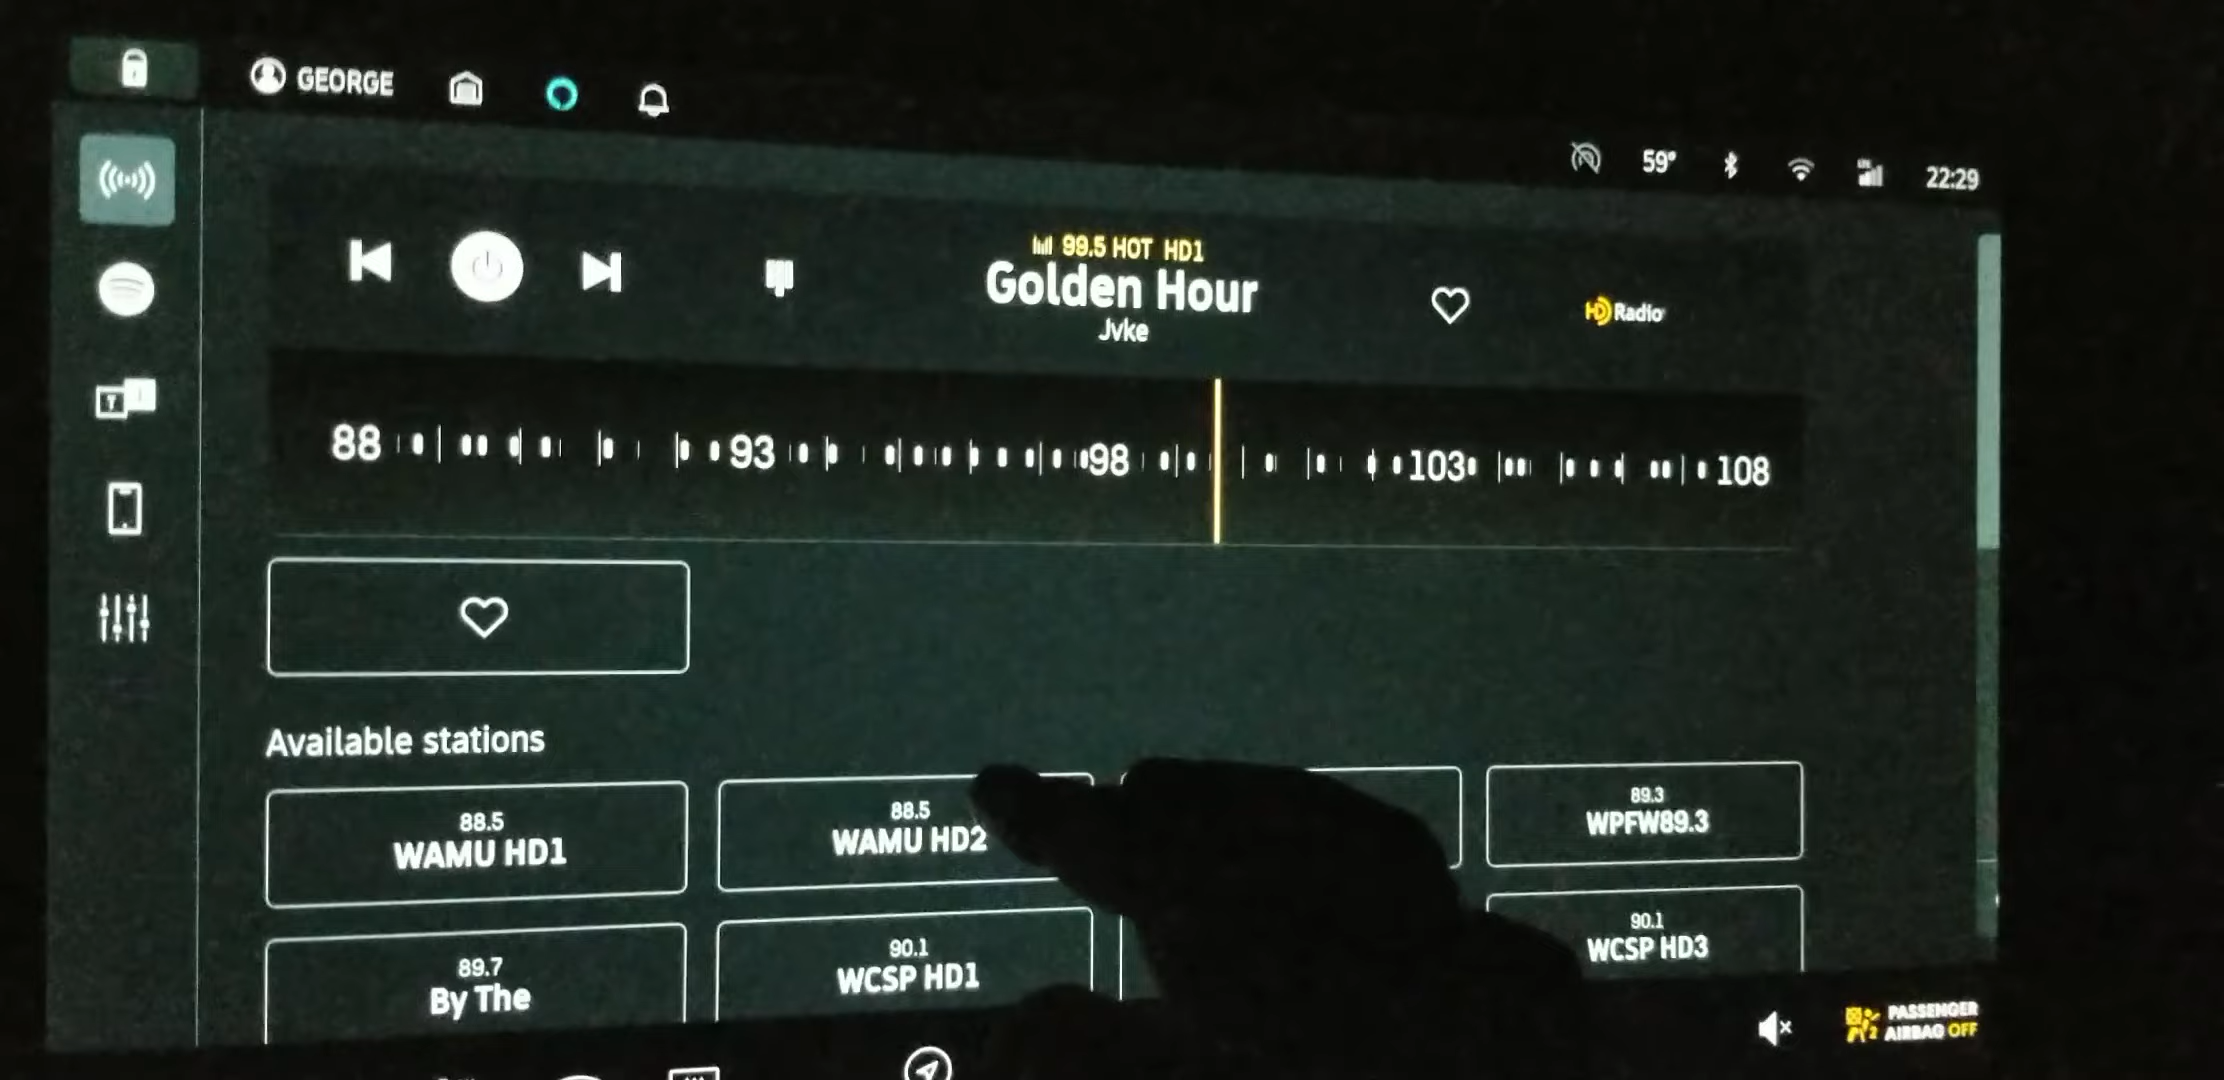 GEORGE
59° 22:29
99.5 HOT HD1
Golden Hour
Jvke
HD Radio
88 93 98 103 108
Available stations
88.5
WAMU HD1
88.5
WAMU HD2
89.3
WPFW89.3
89.7
By The
90.1
WCSP HD1
90.1
WCSP HD3
PASSENGER
AIRBAG OFF